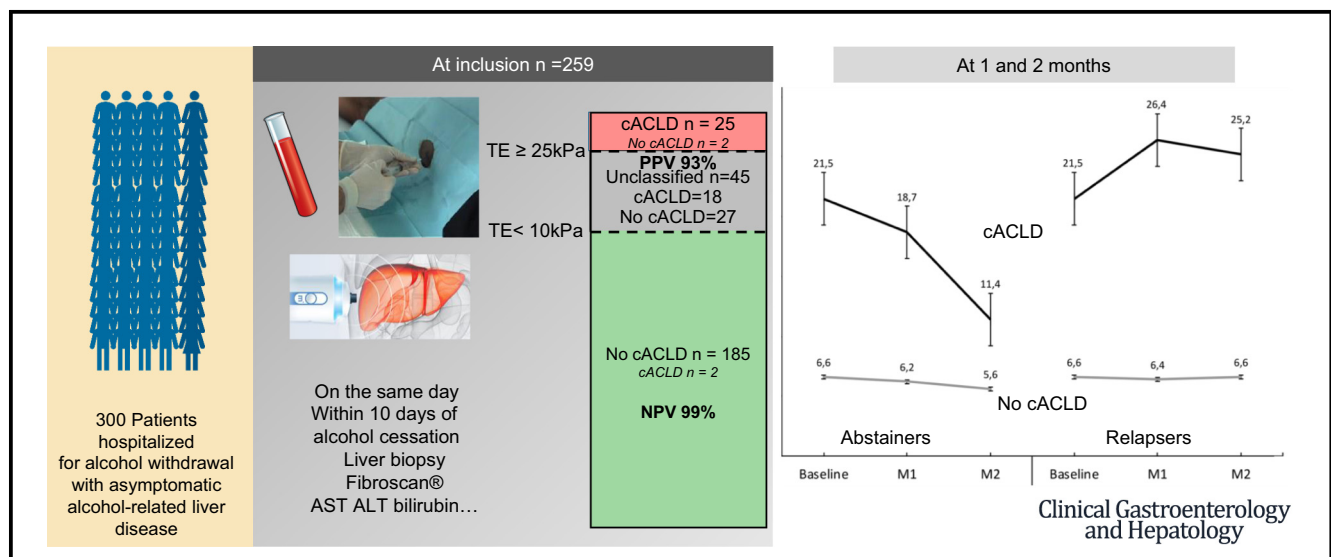 300 Patients
hospitalized
for alcohol withdrawal
with asymptomatic
alcohol-related liver
disease
At inclusion n =259
TE ≥ 25kPa
TE< 10kPa
On the same day
Within 10 days of
alcohol cessation
Liver biopsy
Fibroscan®
AST ALT bilirubin…
cACLD n = 25
No cACLD n = 2
PPV 93%
Unclassified n=45
cACLD=18
No cACLD=27
No cACLD n = 185
cACLD n = 2
NPV 99%
At 1 and 2 months
21,5
18,7
11,4
21,5
26,4
25,2
cACLD
6,6
6,2
5,6
6,6
6,4
6,6
No cACLD
Abstainers
Relapsers
Baseline
M1
M2
Baseline
M1
M2
Clinical Gastroenterology
and Hepatology